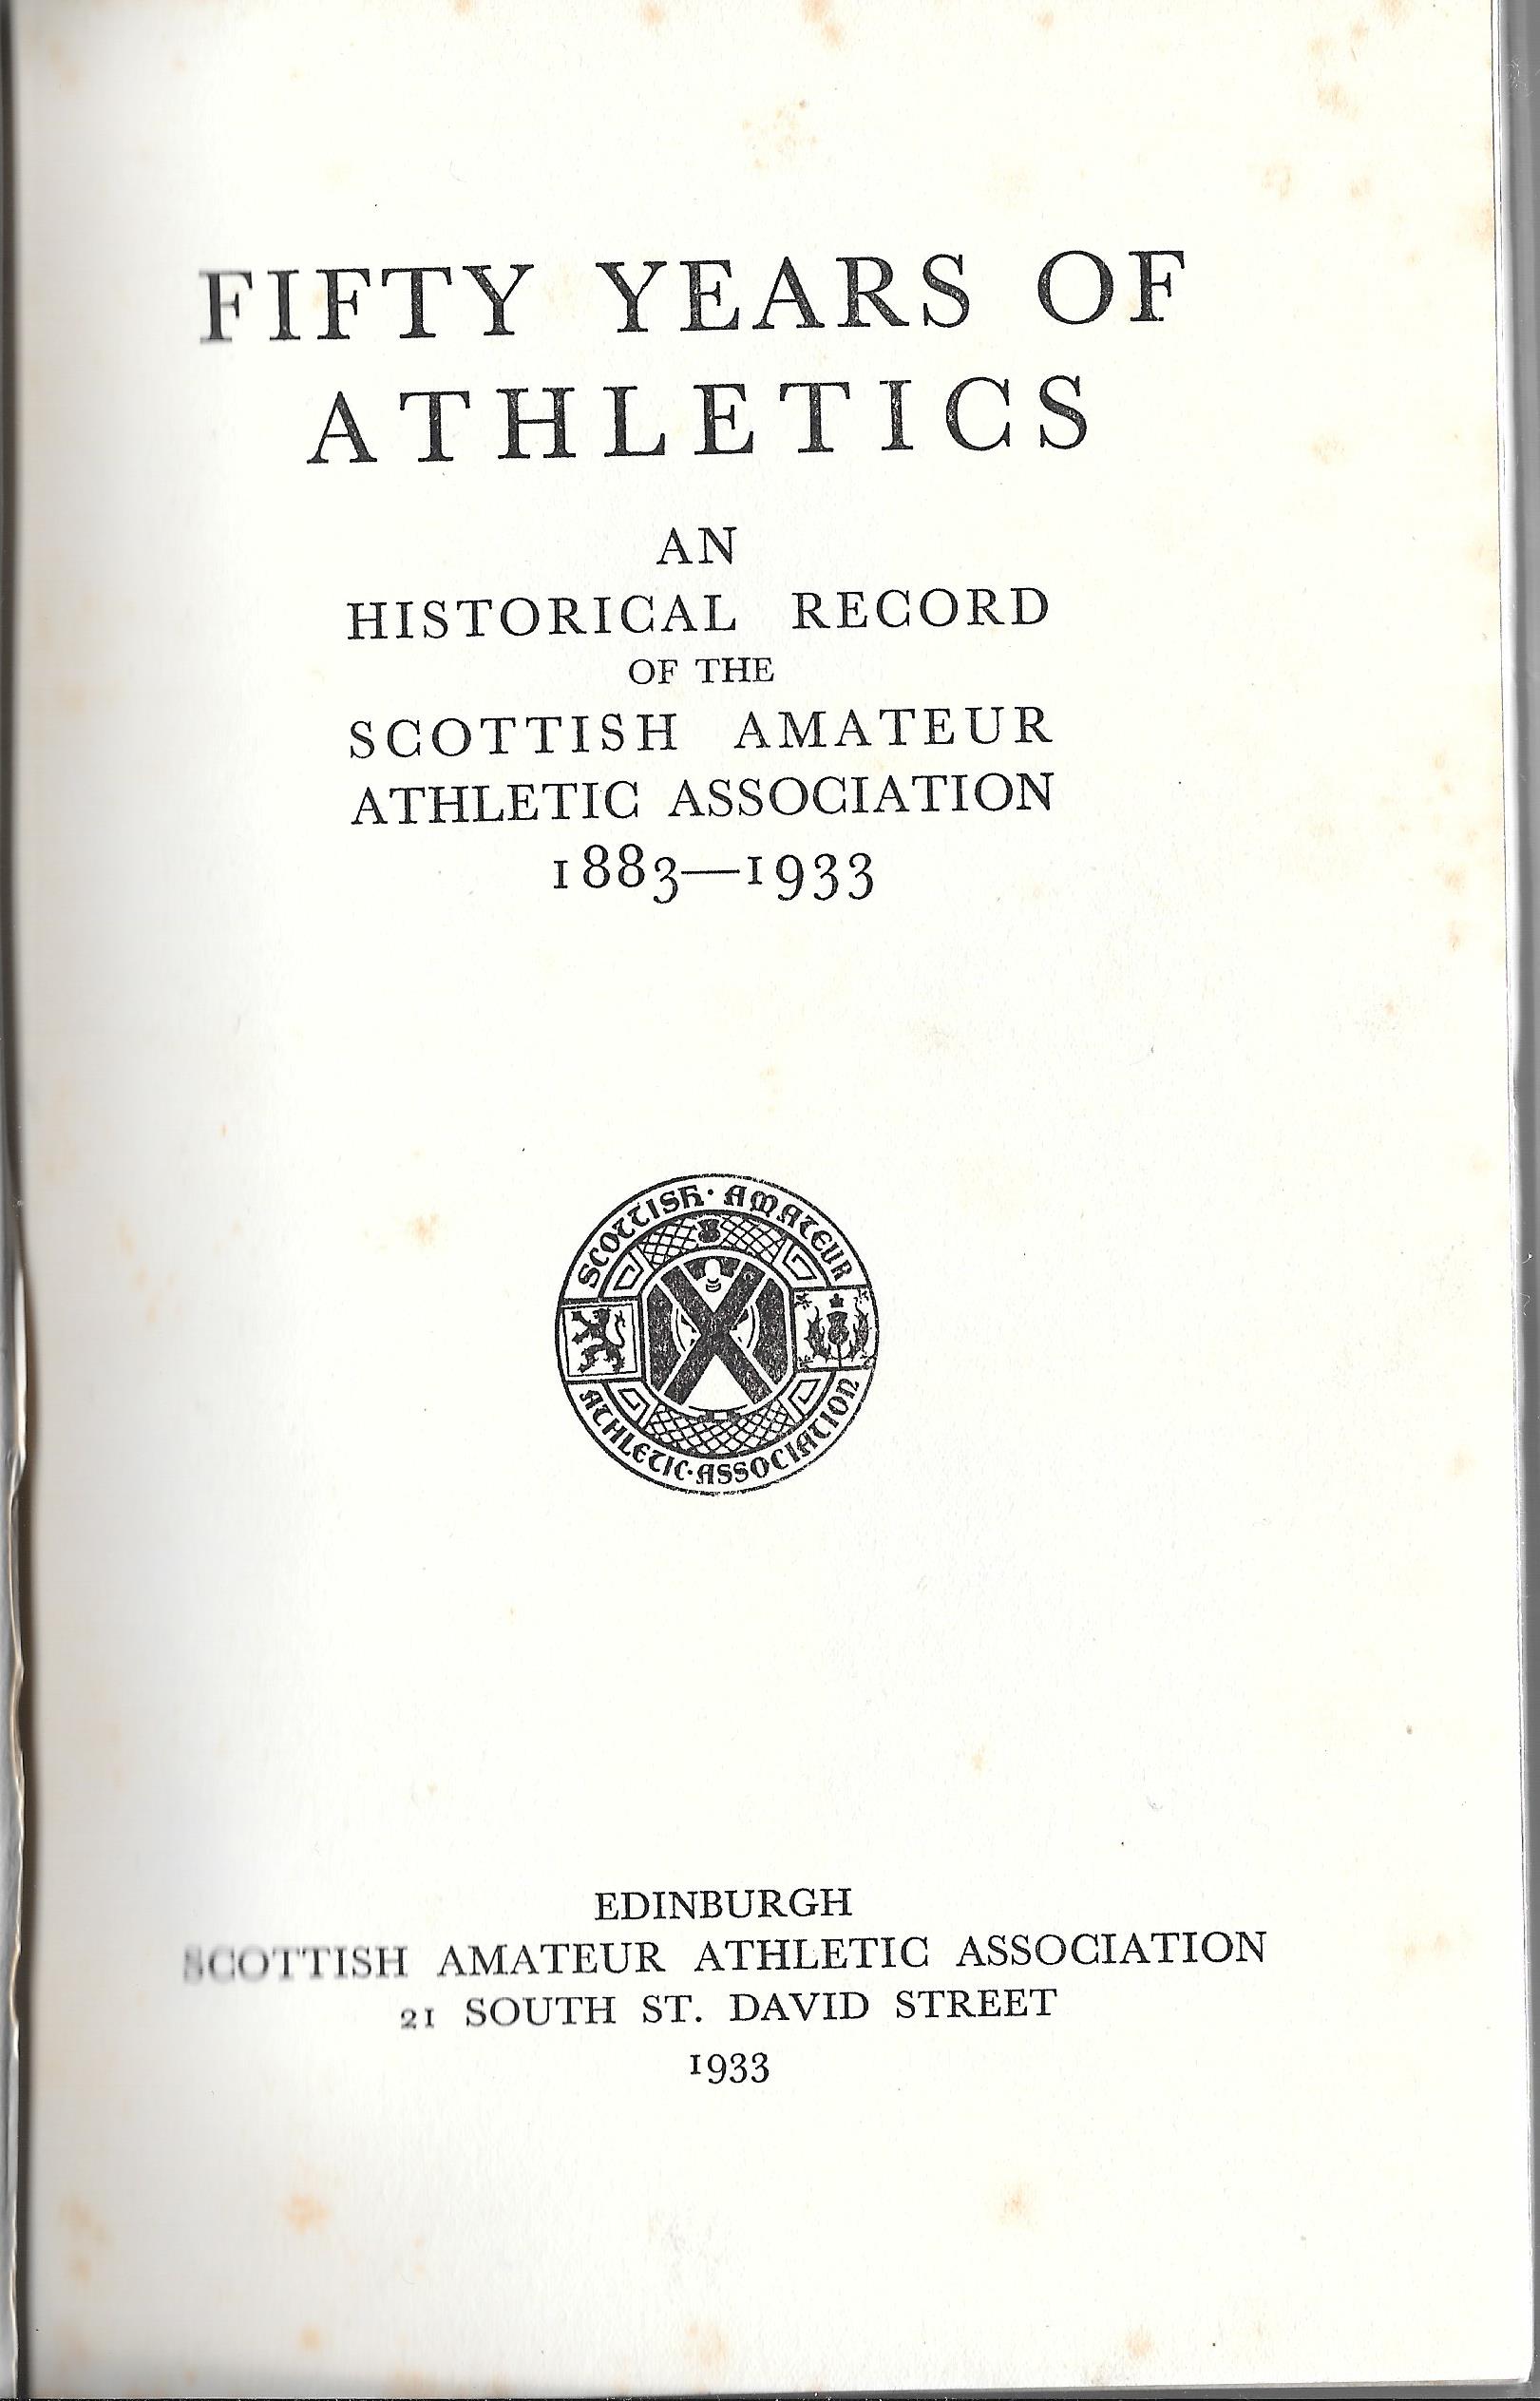 FIFTY YEARS OF
ATHLETICS
AN
HISTORICAL RECORD
OF THE
SCOTTISH AMATEUR
ATHLETIC ASSOCIATION
1883—1933
SCOTTISH · AMATEUR
ATHLETIC · ASSOCIATION
EDINBURGH
SCOTTISH AMATEUR ATHLETIC ASSOCIATION
21 SOUTH ST. DAVID STREET
1933